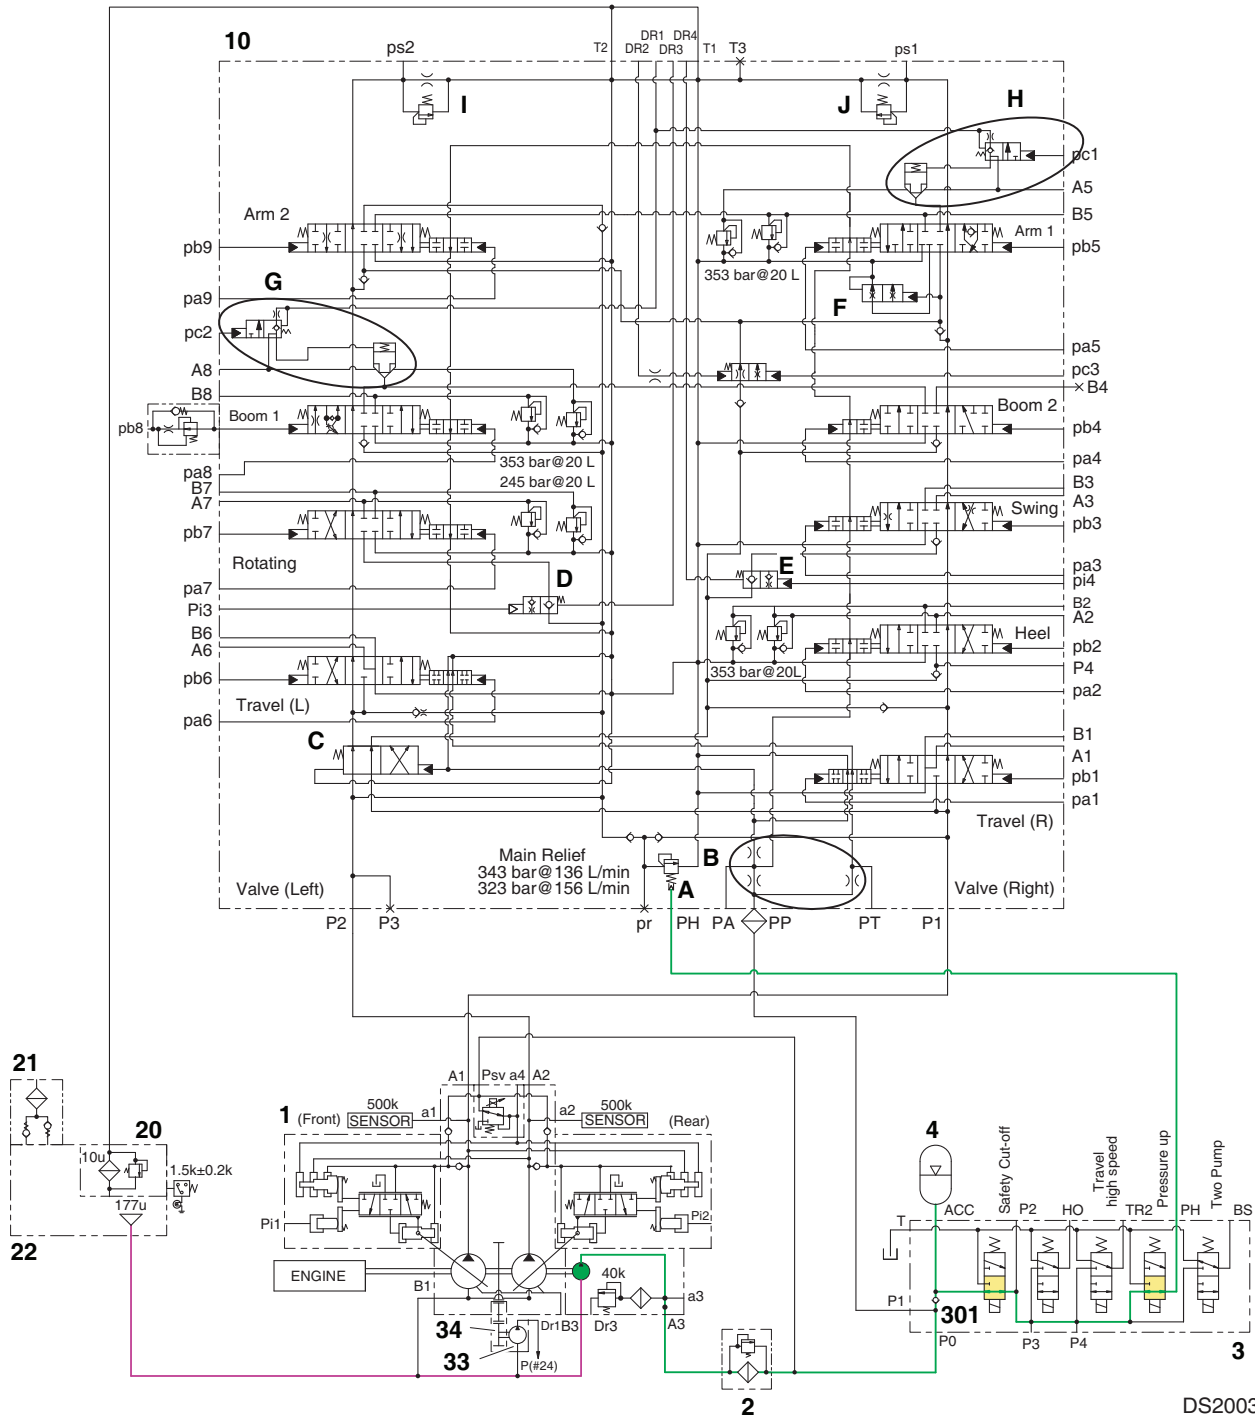 10
ps2
T2
DR2
DR1
DR3
DR4
T1
T3
ps1
I
J
H
pc1
A5
B5
Arm 2
Arm 1
pb9
pb5
353 bar@20 L
pa9
G
F
pc2
pa5
A8
pc3
B4
B8
Boom 1
Boom 2
pb8
pb4
353 bar@20 L
pa4
pa8
245 bar@20 L
B7
B3
A7
A3
Swing
pb7
pb3
Rotating
D
E
pa3
pa7
pi4
Pi3
B2
A2
B6
Heel
A6
pb2
353 bar@20L
P4
pb6
pa2
Travel (L)
pa6
C
B1
A1
pb1
pa1
Travel (R)
Main Relief
343 bar@136 L/min
323 bar@156 L/min
B
A
Valve (Left)
Valve (Right)
P2
P3
pr
PH
PA
PP
PT
P1
21
A1
Psv
a4
A2
1
(Front)
500k
SENSOR
a1
a2
500k
SENSOR
(Rear)
20
10u
1.5k±0.2k
177u
22
Pi1
Pi2
4
Safety Cut-off
Travel
high speed
Pressure up
Two Pump
T
ACC
P2
HO
TR2
PH
BS
ENGINE
B1
40k
a3
34
Dr1
B3
Dr3
A3
33
P(#24)
P1
301
P0
P3
P4
3
2
DS2003